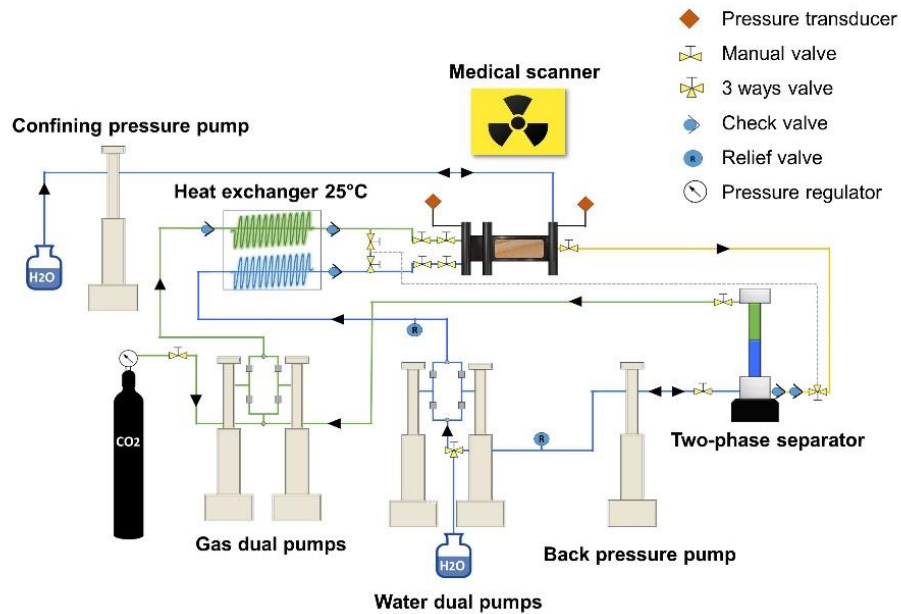 Pressure transducer
Manual valve
3 ways valve
Check valve
R
Relief valve
Pressure regulator
Medical scanner
Confining pressure pump
Heat exchanger 25°C
H2O
R
CO2
R
Two-phase separator
Gas dual pumps
H2O
Back pressure pump
Water dual pumps